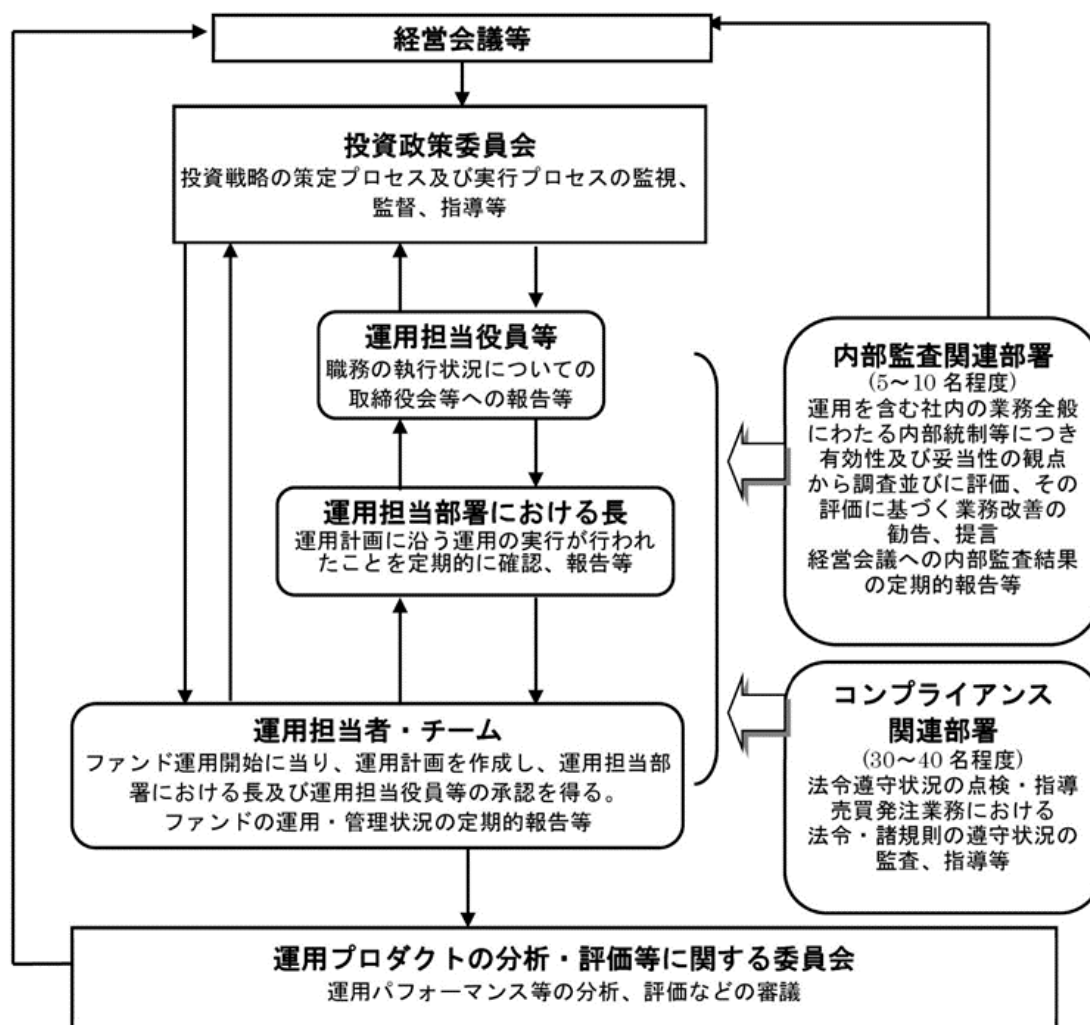 経営会議等
投資政策委員会
投資戦略の策定プロセス及び実行プロセスの監視、
監督、指導等
運用担当役員等
職務の執行状況についての
取締役会等への報告等
運用担当部署における長
運用計画に沿う運用の実行が行われ
たことを定期的に確認、報告等
運用担当者・チーム
ファンド運用開始に当り、運用計画を作成し、運用担当部
署における長及び運用担当役員等の承認を得る。
ファンドの運用・管理状況の定期的報告等
内部監査関連部署
(5～10 名程度)
運用を含む社内の業務全般
にわたる内部統制等につき
有効性及び妥当性の観点
から調査並びに評価、その
評価に基づく業務改善の
勧告、提言
経営会議への内部監査結果
の定期的報告等
コンプライアンス
関連部署
(30～40 名程度)
法令遵守状況の点検・指導
売買発注業務における
法令・諸規則の遵守状況の
監査、指導等
運用プロダクトの分析・評価等に関する委員会
運用パフォーマンス等の分析、評価などの審議